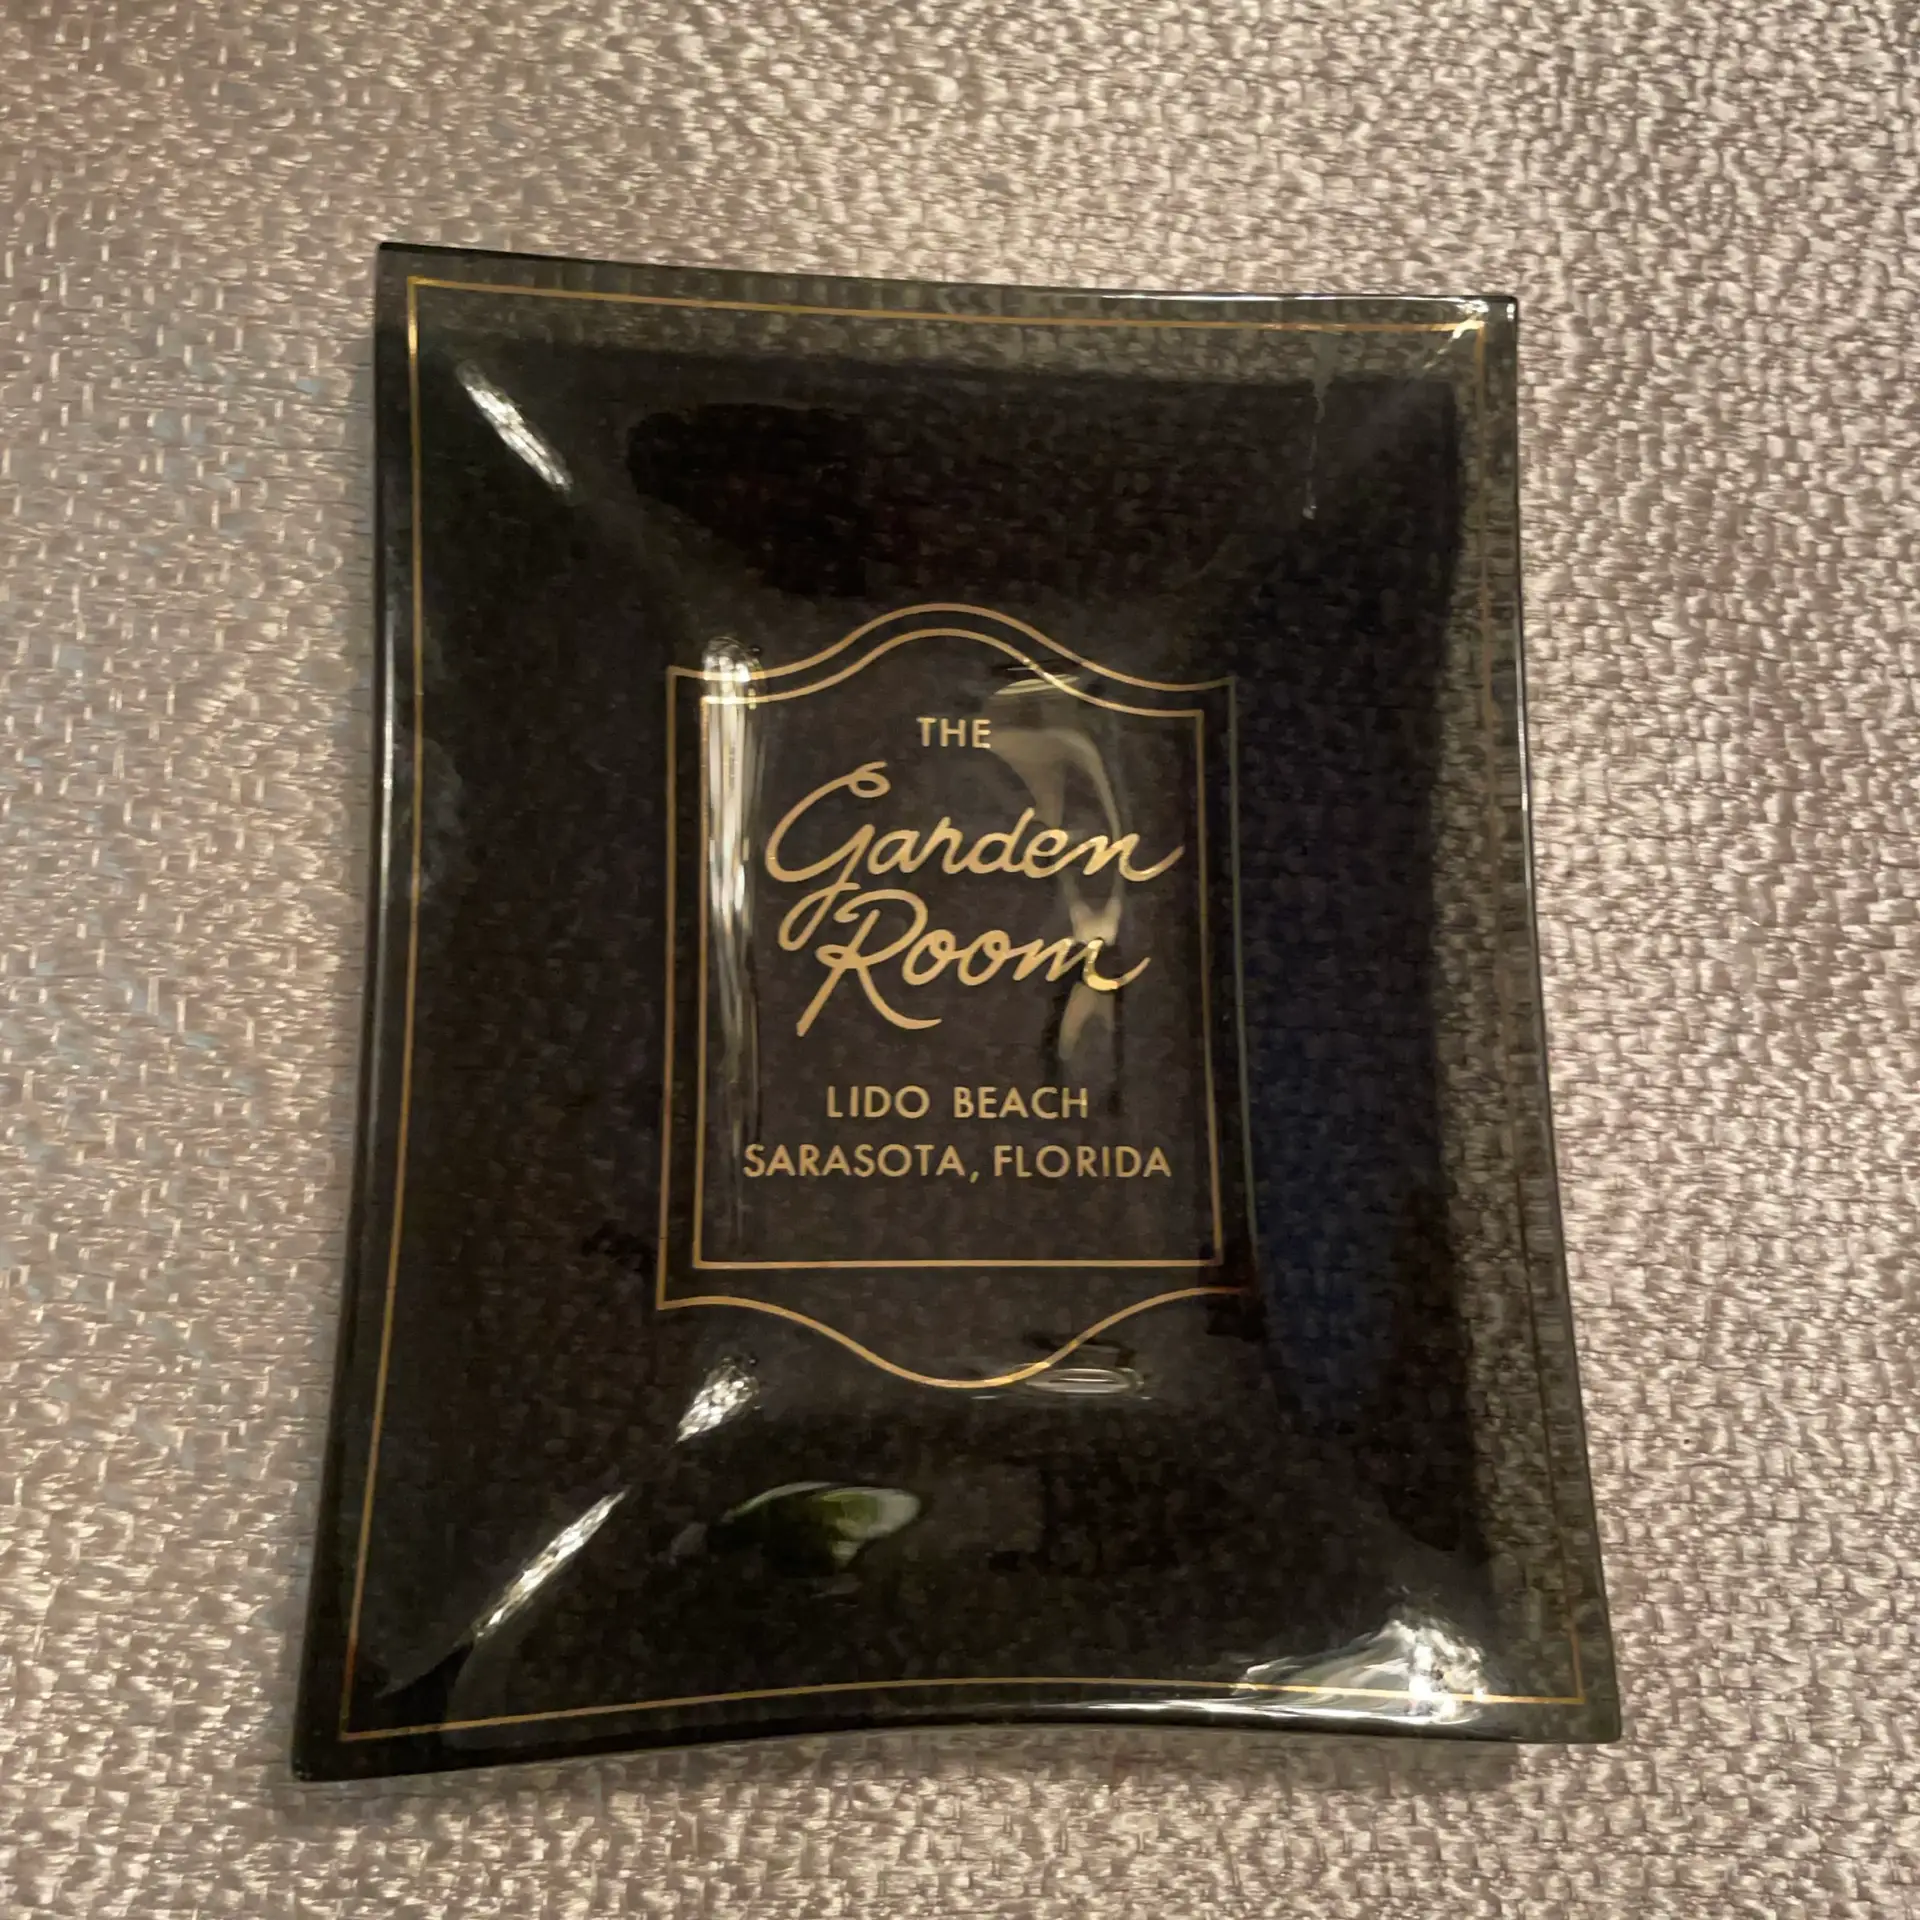 THE
Garden
Room
LIDO BEACH
SARASOTA, FLORIDA